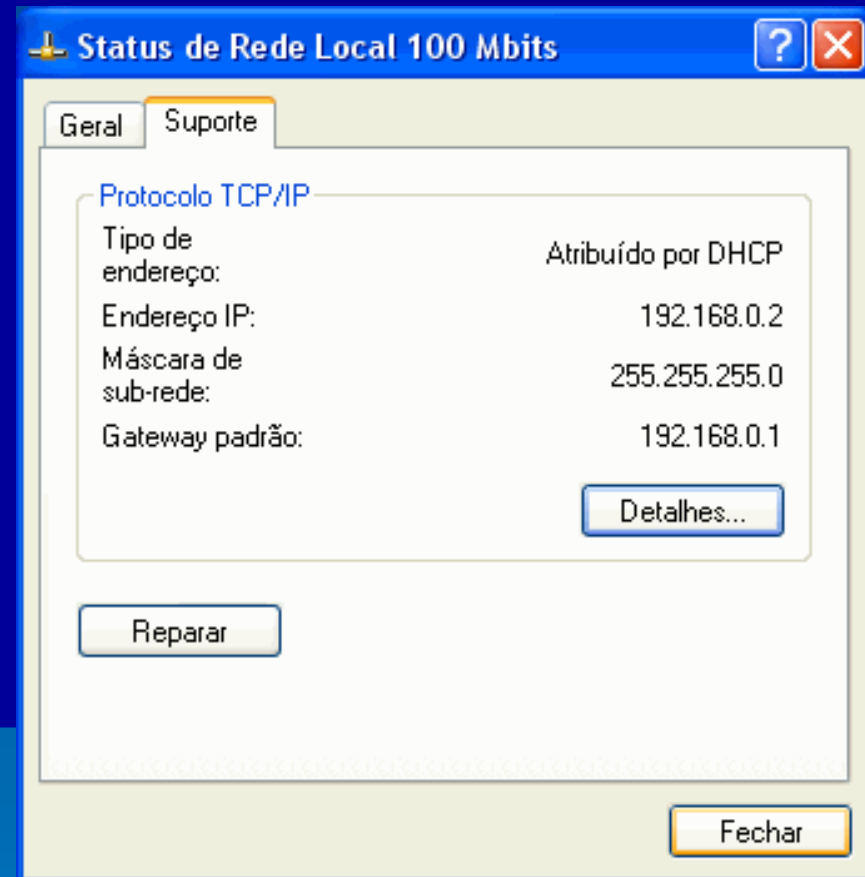 Status de Rede Local 100 Mbits
Geral
Suporte
Protocolo TCP/IP
Tipo de
endereço:
Atribuído por DHCP
Endereço IP:
192.168.0.2
Máscara de
sub-rede:
255.255.255.0
Gateway padrão:
192.168.0.1
Detalhes...
Reparar
Fechar